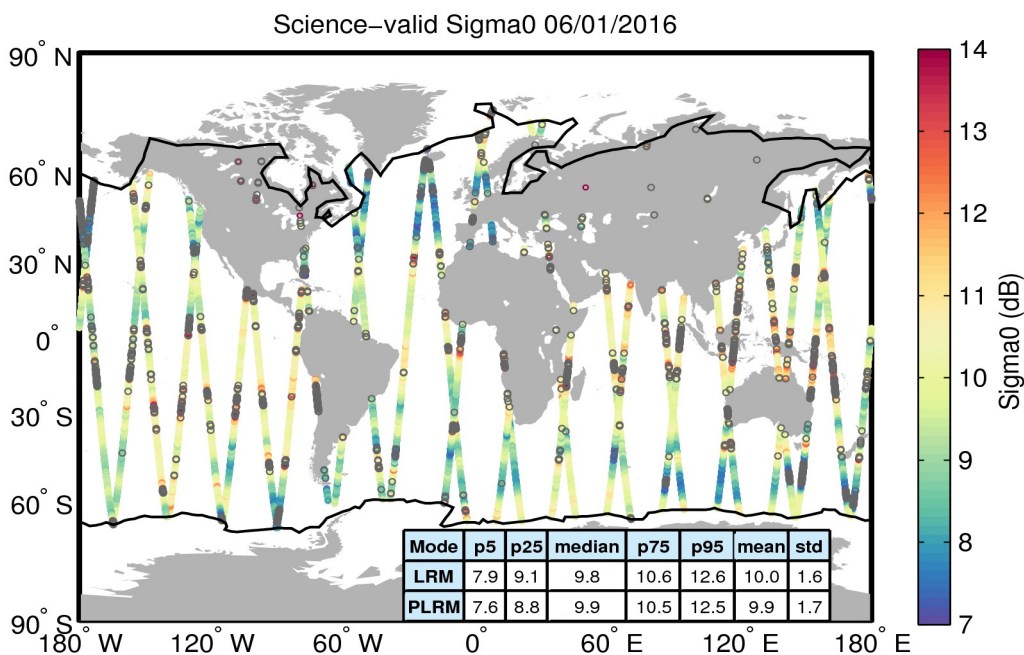 Science−valid Sigma0 06/01/2016
90° N
60° N
30° N
0°
30° S
60° S
90° S
180° W 120° W 60° W 0° 60° E 120° E 180° E
Mode p5 p25 median p75 p95 mean std
LRM 7.9 9.1 9.8 10.6 12.6 10.0 1.6
PLRM 7.6 8.8 9.9 10.5 12.5 9.9 1.7
14
13
12
11
10
9
8
7
Sigma0 (dB)